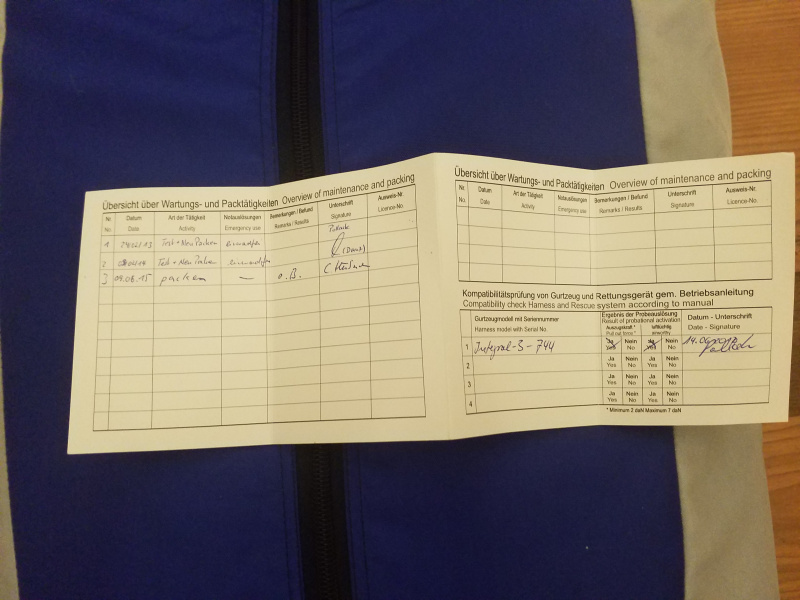 Übersicht über Wartungs- und Packtätigkeiten Overview of maintenance and packing
Nr. Datum Art der Tätigkeit Notauslösungen Bemerkungen / Befund Unterschrift Ausweis-Nr.
No. Date Activity Emergency use Remarks / Results Signature Licence-No.
1 Test + Neu Packen
2 Test + Neu Packen
3 09.08.15 packen — o.B.
Übersicht über Wartungs- und Packtätigkeiten Overview of maintenance and packing
Nr. Datum Art der Tätigkeit Notauslösungen Bemerkungen / Befund Unterschrift Ausweis-Nr.
No. Date Activity Emergency use Remarks / Results Signature Licence-No.
Kompatibilitätsprüfung von Gurtzeug und Rettungsgerät gem. Betriebsanleitung
Compatibility check Harness and Rescue system according to manual
Gurtzeugmodell mit Seriennummer Ergebnis der Probeauslösung Datum - Unterschrift
Harness model with Serial No. Result of probational activation Date - Signature
Auszugskraft * lufttüchtig
Pull out force * airworthy
1 Integral-S-744 Ja Nein Ja Nein
Yes No Yes No
2 Ja Nein Ja Nein
Yes No Yes No
3 Ja Nein Ja Nein
Yes No Yes No
4 Ja Nein Ja Nein
Yes No Yes No
* Minimum 2 daN Maximum 7 daN